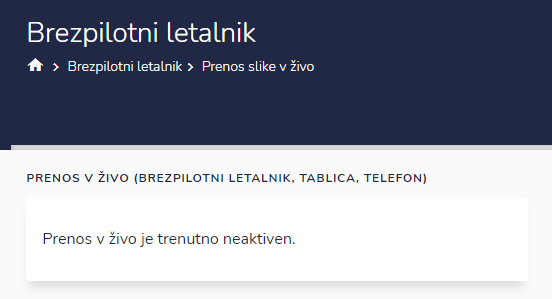 Brezpilotni letalnik
Brezpilotni letalnik > Prenos slike v živo
PRENOS V ŽIVO (BREZPILOTNI LETALNIK, TABLICA, TELEFON)
Prenos v živo je trenutno neaktiven.